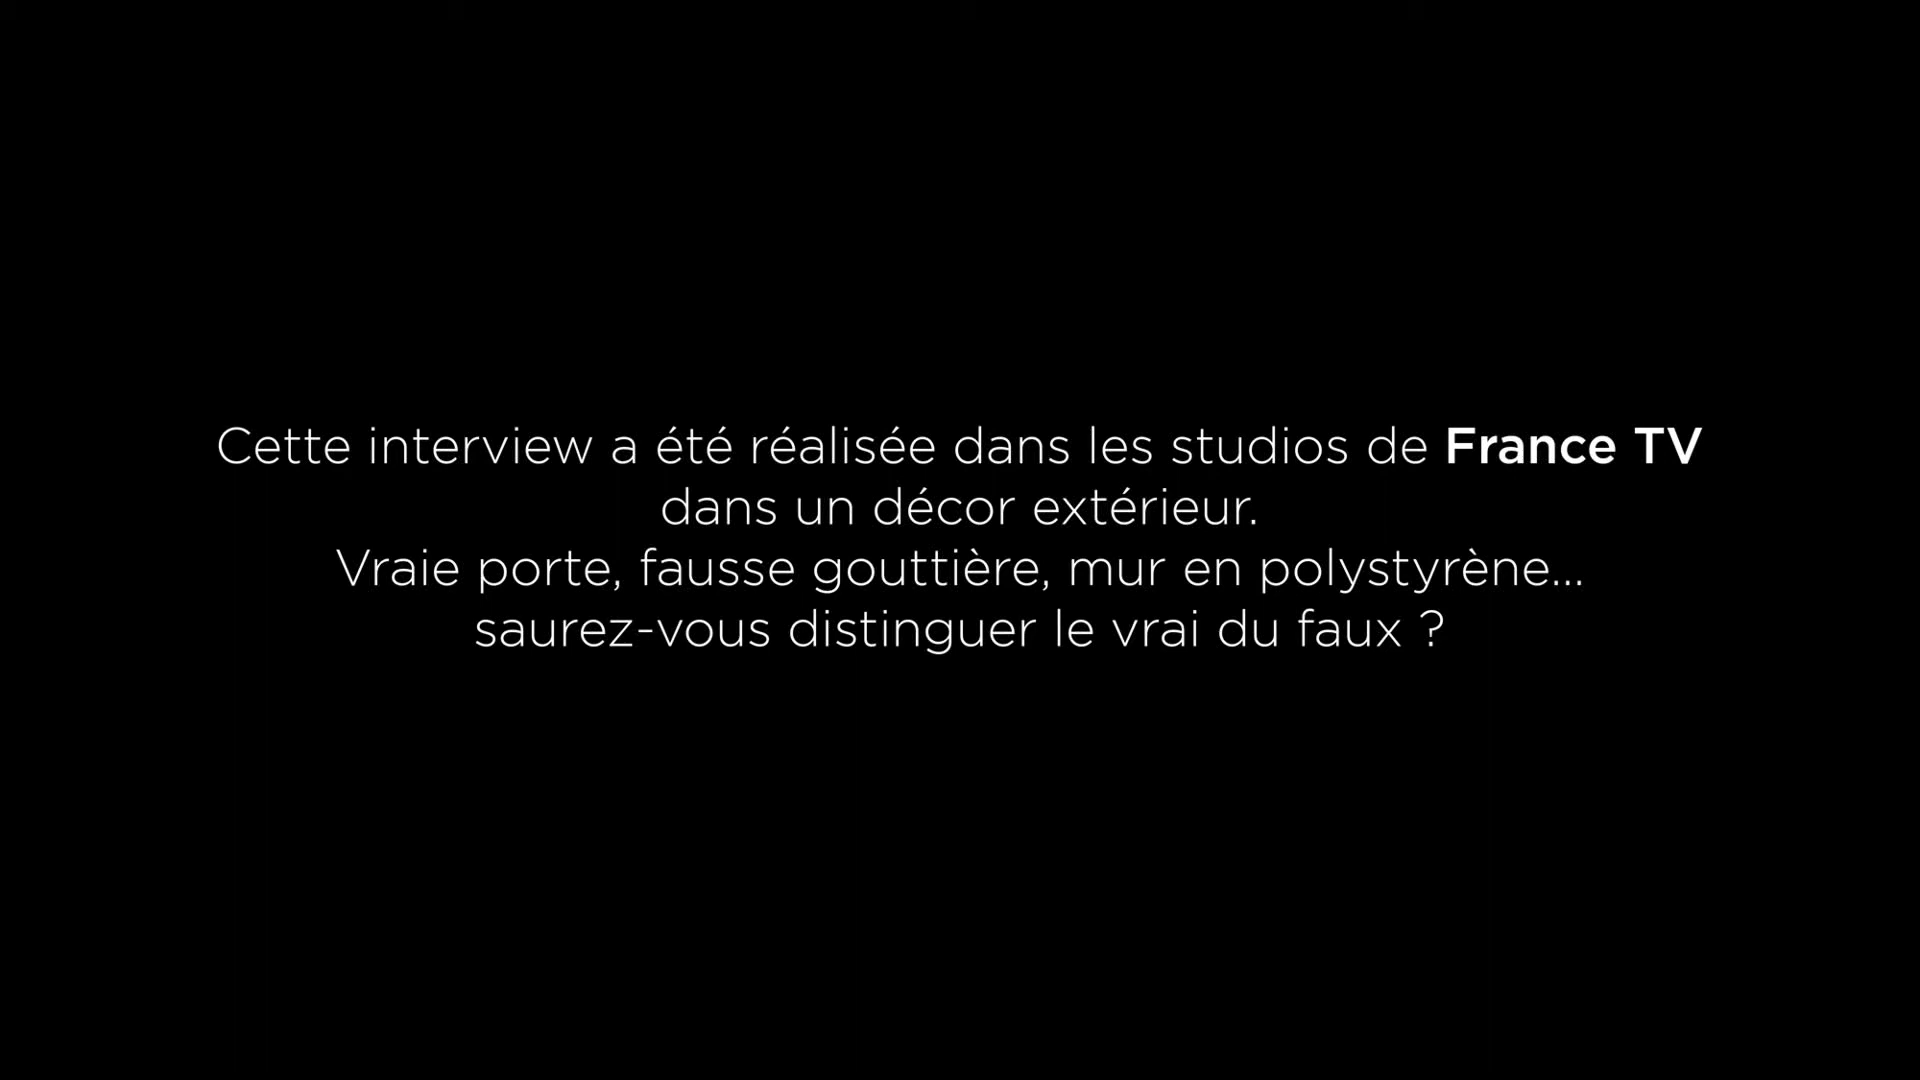 Cette interview a été réalisée dans les studios de France TV
dans un décor extérieur.
Vraie porte, fausse gouttière, mur en polystyrène...
saurez-vous distinguer le vrai du faux ?